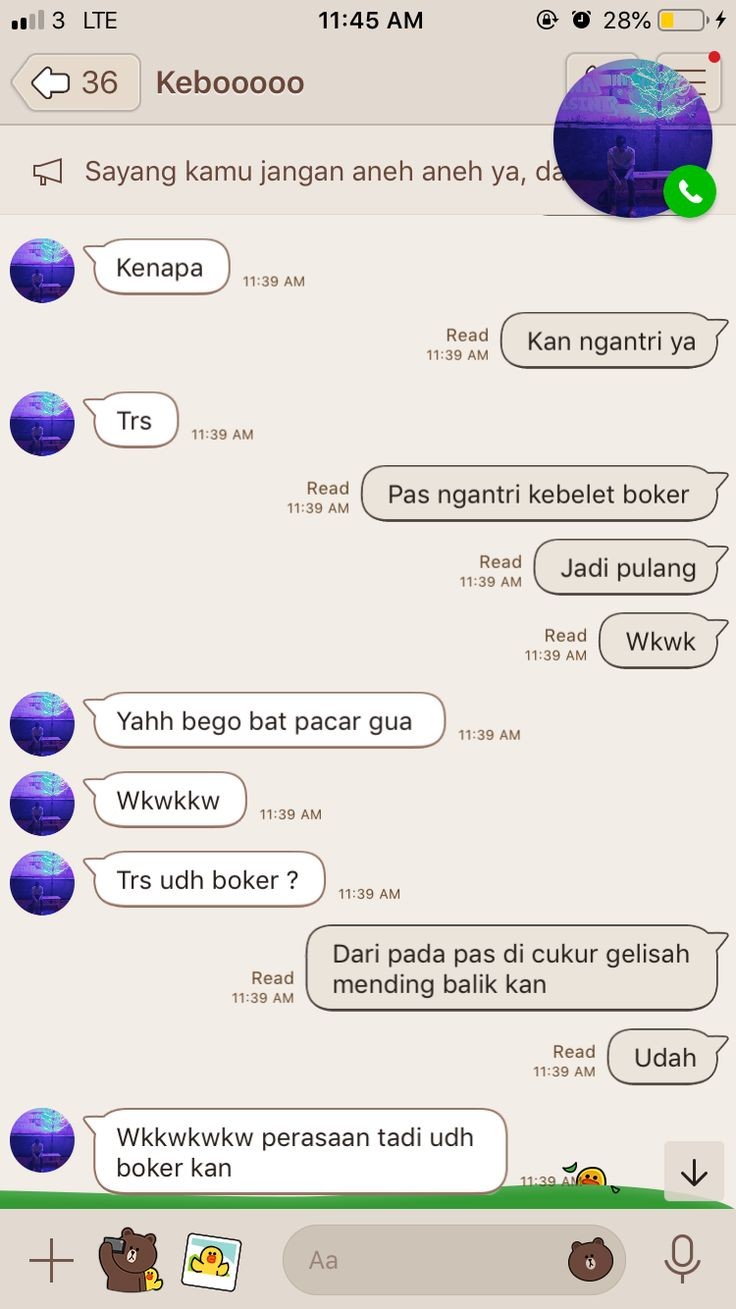 3 LTE 11:45 AM 28%
36 Kebooooo
Sayang kamu jangan aneh aneh ya,
Kenapa
11:39 AM
Read
11:39 AM
Kan ngantri ya
Trs
11:39 AM
Read
11:39 AM
Pas ngantri kebelet boker
Read
11:39 AM
Jadi pulang
Read
11:39 AM
Wkwk
Yahh bego bat pacar gua
11:39 AM
Wkwkkw
11:39 AM
Trs udh boker ?
11:39 AM
Dari pada pas di cukur gelisah
mending balik kan
Read
11:39 AM
Read
11:39 AM
Udah
Wkkwkwkw perasaan tadi udh
boker kan
11:39
Aa